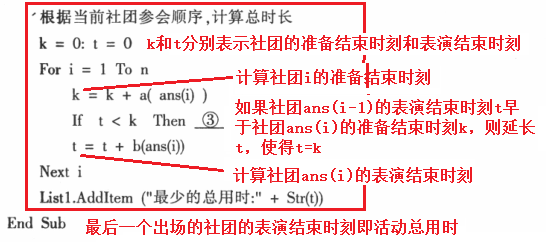 '根据当前社团参会顺序,计算总时长
k = 0: t = 0 k和t分别表示社团的准备结束时刻和表演结束时刻
For i = 1 To n
计算社团i的准备结束时刻
k = k + a( ans(i) )
If t < k Then ③
如果社团ans(i-1)的表演结束时刻t早
于社团ans(i)的准备结束时刻k，则延长
t，使得t=k
t = t + b(ans(i))
计算社团ans(i)的表演结束时刻
Next i
List1.AddItem ("最少的总用时:" + Str(t))
End Sub 最后一个出场的社团的表演结束时刻即活动总用时